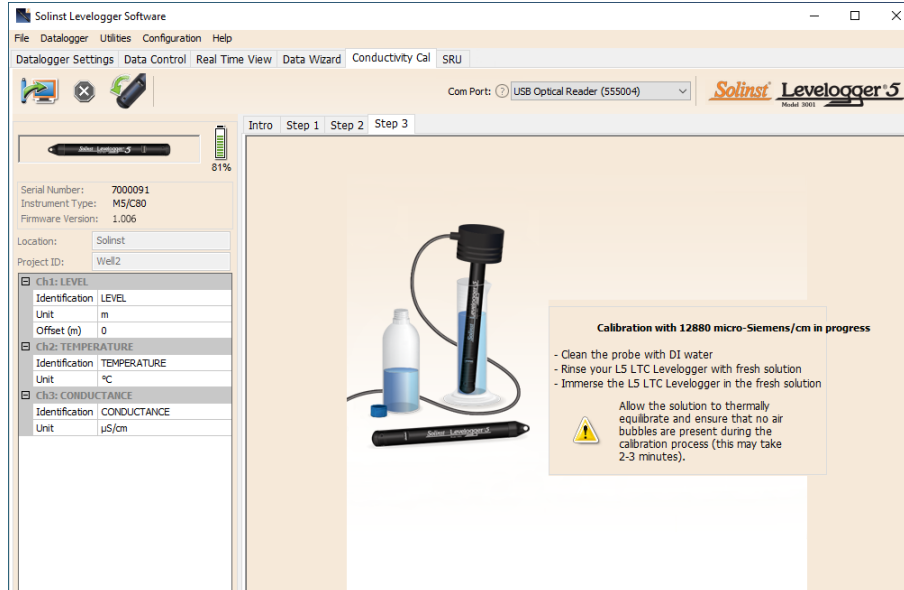 Solinst Levelogger Software
File Datalogger Utilities Configuration Help
Datalogger Settings Data Control Real Time View Data Wizard Conductivity Cal SRU
Com Port: ? USB Optical Reader (555004)
Solinst Levelogger 5
Model 3001
Intro Step 1 Step 2 Step 3
Solinst Levelogger 5
81%
Serial Number: 7000091
Instrument Type: M5/C80
Firmware Version: 1.006
Location: Solinst
Project ID: Well2
Ch1: LEVEL
Identification LEVEL
Unit m
Offset (m) 0
Ch2: TEMPERATURE
Identification TEMPERATURE
Unit °C
Ch3: CONDUCTANCE
Identification CONDUCTANCE
Unit µS/cm
Solinst Levelogger 5
Calibration with 12880 micro-Siemens/cm in progress
- Clean the probe with DI water
- Rinse your L5 LTC Levelogger with fresh solution
- Immerse the L5 LTC Levelogger in the fresh solution
Allow the solution to thermally
equilibrate and ensure that no air
bubbles are present during the
calibration process (this may take
2-3 minutes).